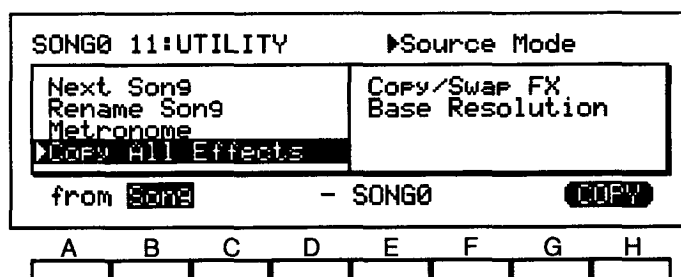 SONG0 11:UTILITY ▶Source Mode
Next Song
Rename Song
Metronome
▶Copy All Effects
Copy/Swap FX
Base Resolution
from Song - SONG0 COPY
A B C D E F G H